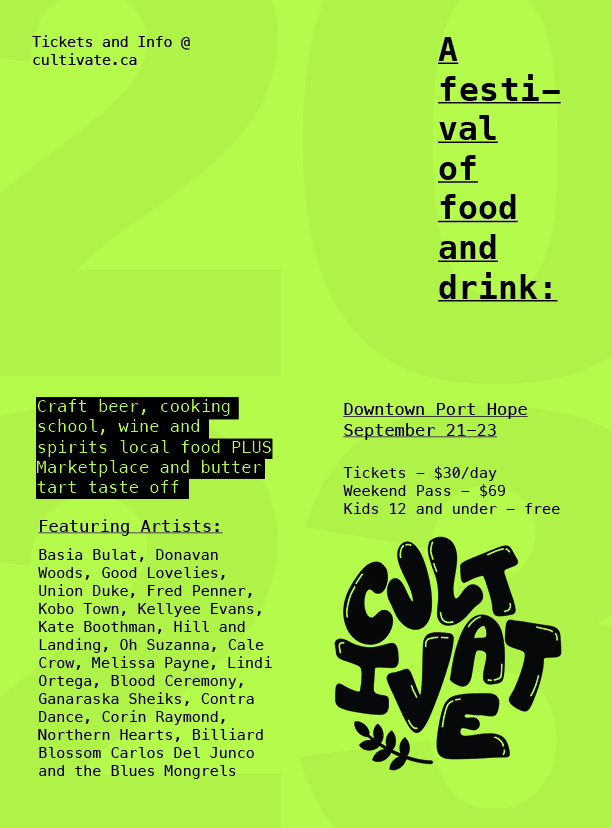 Tickets and Info @
cultivate.ca
A
festi–
val
of
food
and
drink:
Craft beer, cooking
school, wine and
spirits local food PLUS
Marketplace and butter
tart taste off
Featuring Artists:
Basia Bulat, Donavan
Woods, Good Lovelies,
Union Duke, Fred Penner,
Kobo Town, Kellyee Evans,
Kate Boothman, Hill and
Landing, Oh Suzanna, Cale
Crow, Melissa Payne, Lindi
Ortega, Blood Ceremony,
Ganaraska Sheiks, Contra
Dance, Corin Raymond,
Northern Hearts, Billiard
Blossom Carlos Del Junco
and the Blues Mongrels
Downtown Port Hope
September 21–23
Tickets – $30/day
Weekend Pass – $69
Kids 12 and under – free
CULT
IVAT
E
20
23